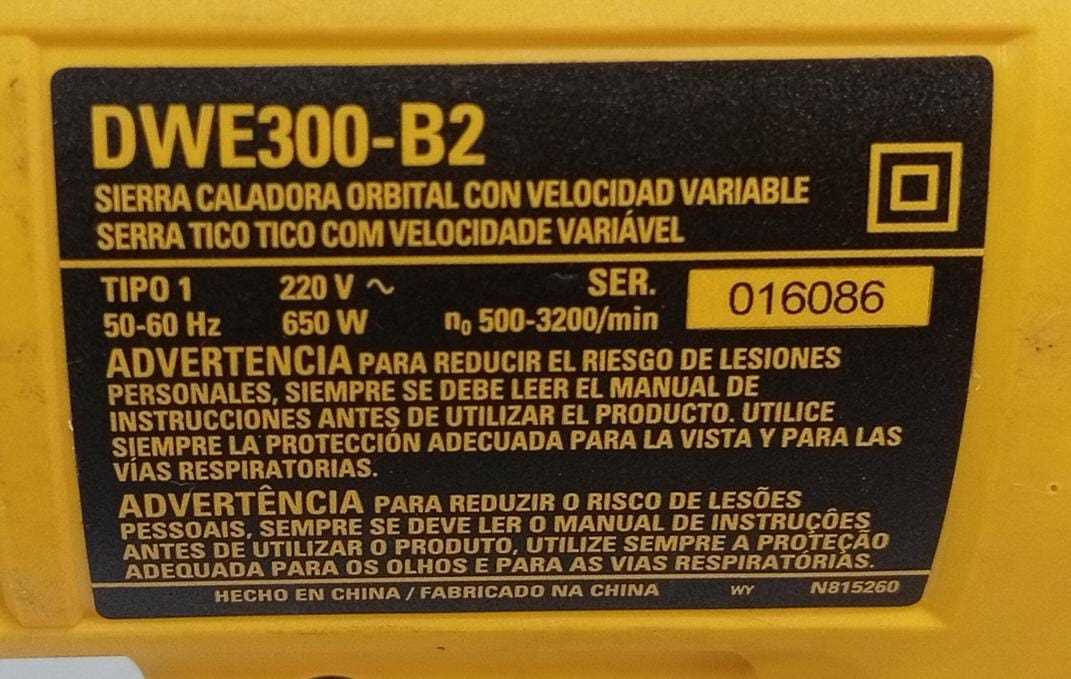 DWE300-B2
SIERRA CALADORA ORBITAL CON VELOCIDAD VARIABLE
SERRA TICO TICO COM VELOCIDADE VARIÁVEL
TIPO 1 220 V ~ SER. 016086
50-60 Hz 650 W n₀ 500-3200/min
ADVERTENCIA PARA REDUCIR EL RIESGO DE LESIONES
PERSONALES, SIEMPRE SE DEBE LEER EL MANUAL DE
INSTRUCCIONES ANTES DE UTILIZAR EL PRODUCTO. UTILICE
SIEMPRE LA PROTECCIÓN ADECUADA PARA LA VISTA Y PARA LAS
VÍAS RESPIRATORIAS.
ADVERTÊNCIA PARA REDUZIR O RISCO DE LESÕES
PESSOAIS, SEMPRE SE DEVE LER O MANUAL DE INSTRUÇÔES
ANTES DE UTILIZAR O PRODUTO, UTILIZE SEMPRE A PROTEÇÃO
ADEQUADA PARA OS OLHOS E PARA AS VIAS RESPIRATÓRIAS.
HECHO EN CHINA / FABRICADO NA CHINA WY N815260